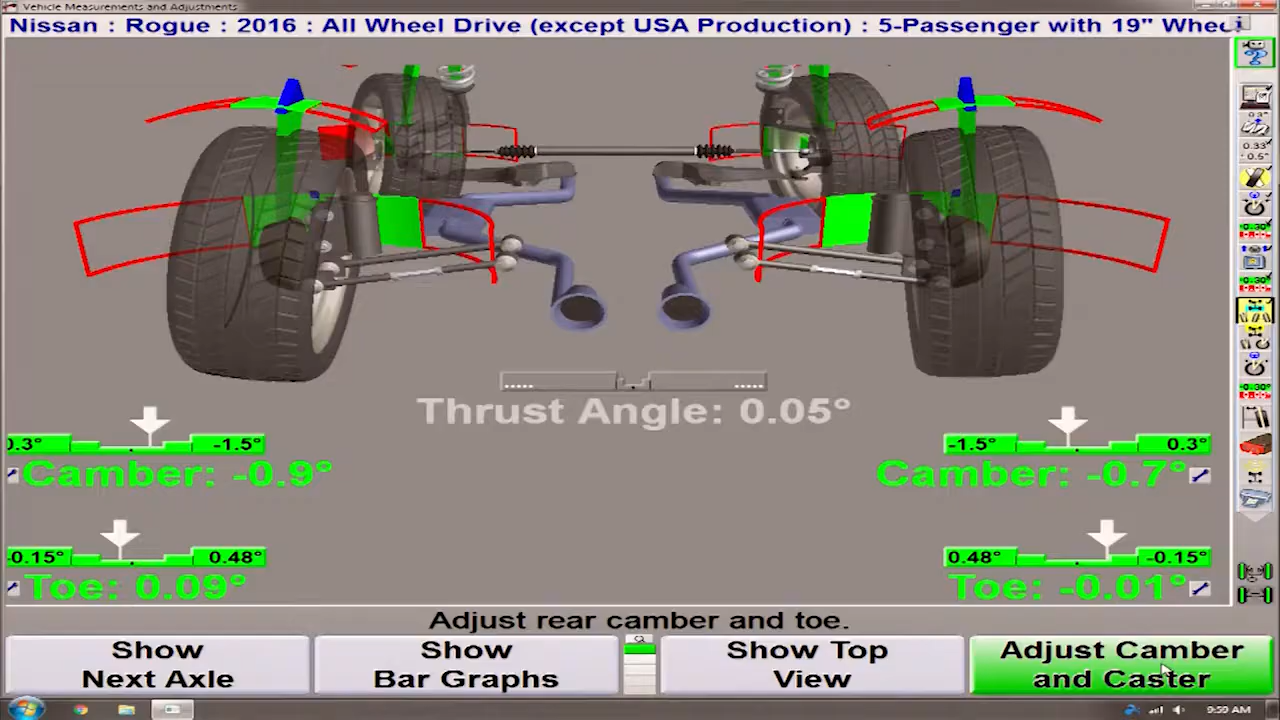 Vehicle Measurements and Adjustments
Nissan : Rogue : 2016 : All Wheel Drive (except USA Production) : 5-Passenger with 19" Wheel
Thrust Angle: 0.05°
0.3° -1.5°
-1.5° 0.3°
Camber: -0.9°
Camber: -0.7°
-0.15° 0.48°
0.48° -0.15°
Toe: 0.09°
Toe: -0.01°
Adjust rear camber and toe.
Show
Next Axle
Show
Bar Graphs
Show Top
View
Adjust Camber
and Caster
9:59 AM